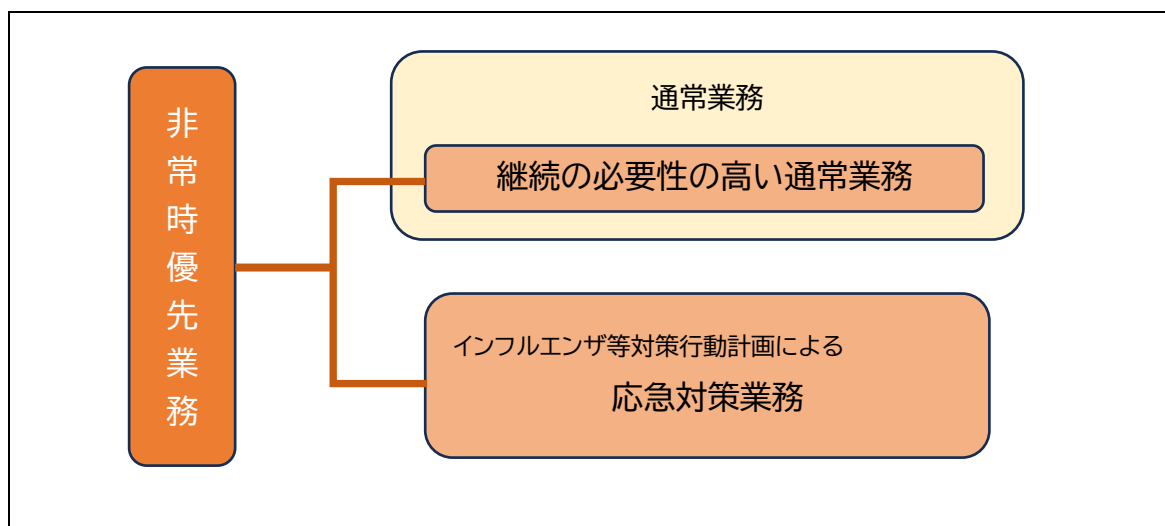 非常時優先業務
通常業務
継続の必要性の高い通常業務
インフルエンザ等対策行動計画による
応急対策業務